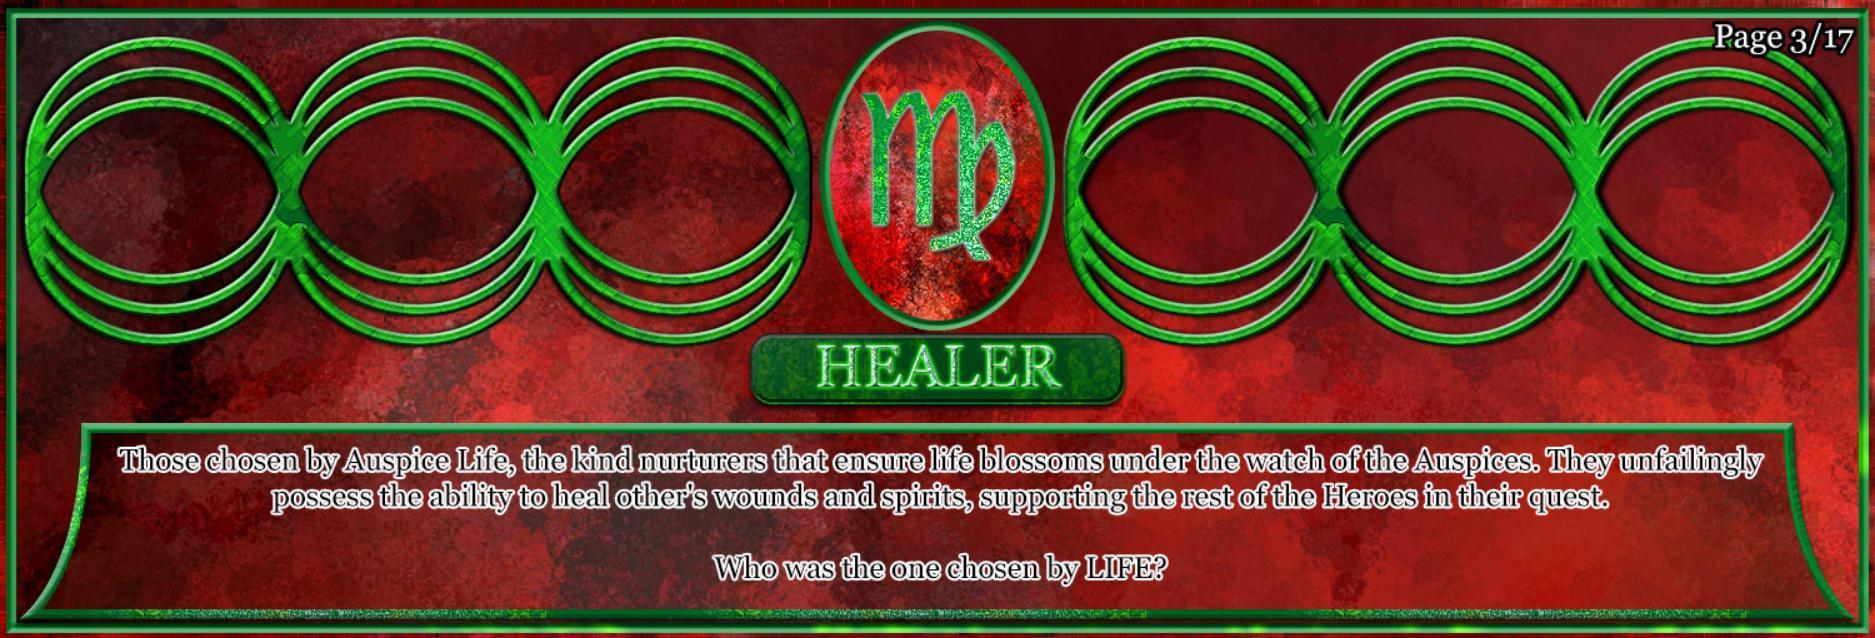 Page 3/17
HEALER
Those chosen by Auspice Life, the kind nurturers that ensure life blossoms under the watch of the Auspices. They unfailingly
possess the ability to heal other's wounds and spirits, supporting the rest of the Heroes in their quest.
Who was the one chosen by LIFE?